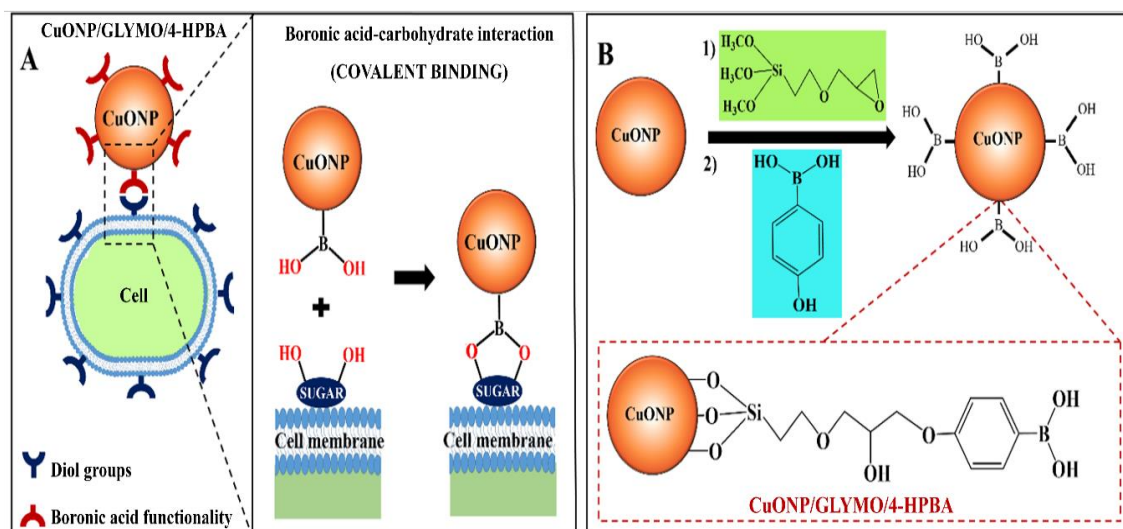 A
CuONP/GLYMO/4-HPBA
CuONP
Cell
Diol groups
Boronic acid functionality
Boronic acid-carbohydrate interaction
(COVALENT BINDING)
CuONP
B
HO OH
+
HO OH
SUGAR
Cell membrane
CuONP
B
O O
SUGAR
Cell membrane
B
CuONP
1)
H₃CO
H₃CO
H₃CO
Si
O
O
2)
HO OH
B
OH
HO OH
B
HO
B
OH
CuONP
OH
B
OH
B
HO OH
CuONP
O
O
O
Si
O
OH
O
B
OH
OH
CuONP/GLYMO/4-HPBA